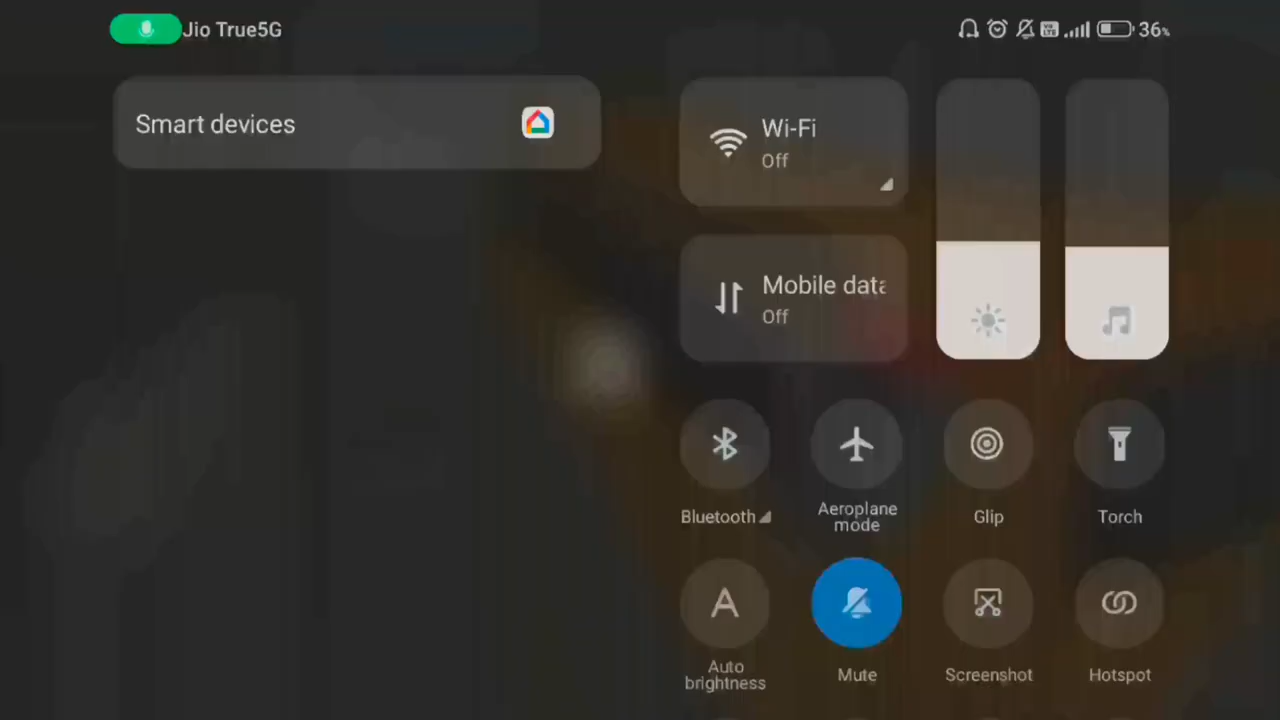 Jio True5G
36%
Smart devices
Wi-Fi
Off
Mobile data
Off
Bluetooth
Aeroplane
mode
Glip
Torch
Auto
brightness
Mute
Screenshot
Hotspot